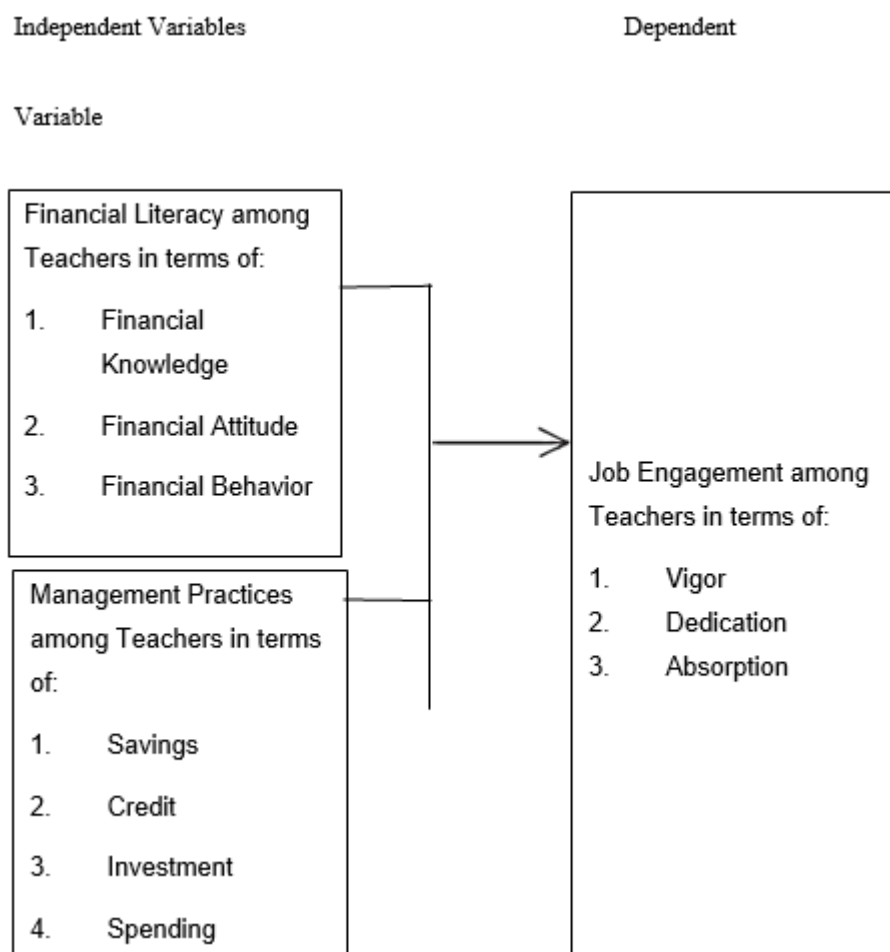 Independent Variables Dependent
Variable
Financial Literacy among
Teachers in terms of:
1. Financial
Knowledge
2. Financial Attitude
3. Financial Behavior
Management Practices
among Teachers in terms
of:
1. Savings
2. Credit
3. Investment
4. Spending
Job Engagement among
Teachers in terms of:
1. Vigor
2. Dedication
3. Absorption